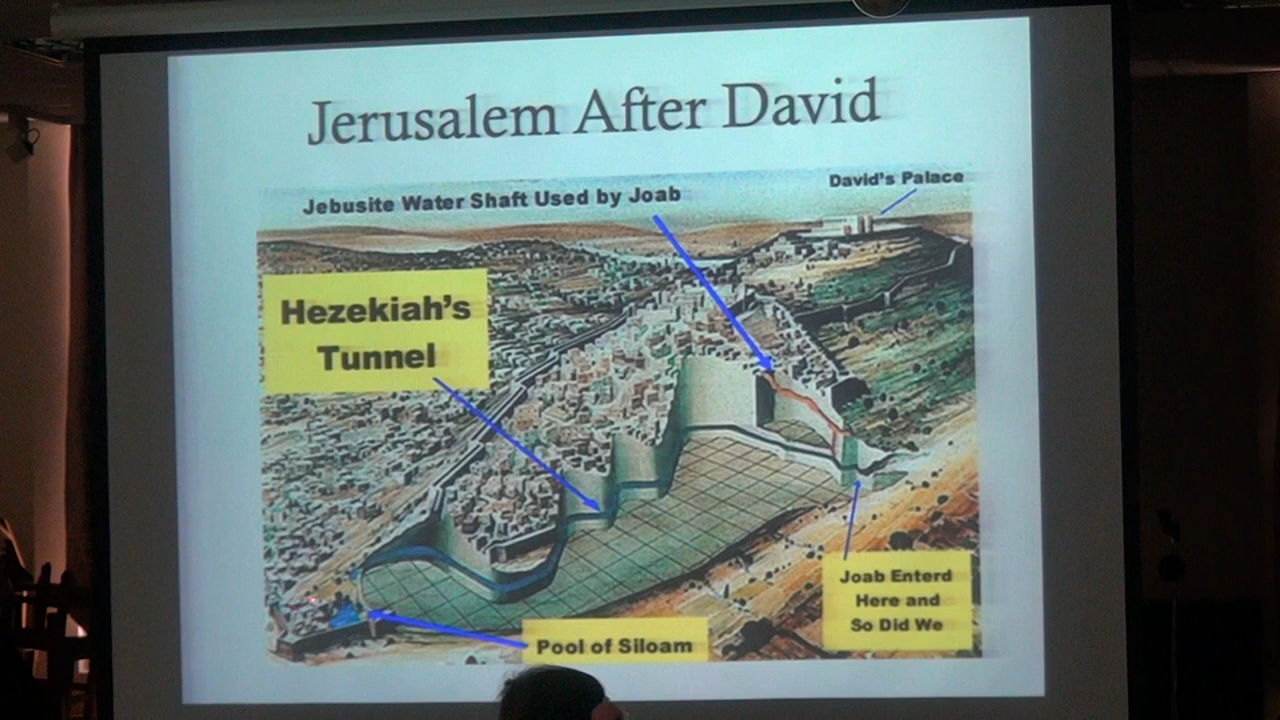 Jerusalem After David
Jebusite Water Shaft Used by Joab
David's Palace
Hezekiah's
Tunnel
Joab Enterd
Here and
So Did We
Pool of Siloam